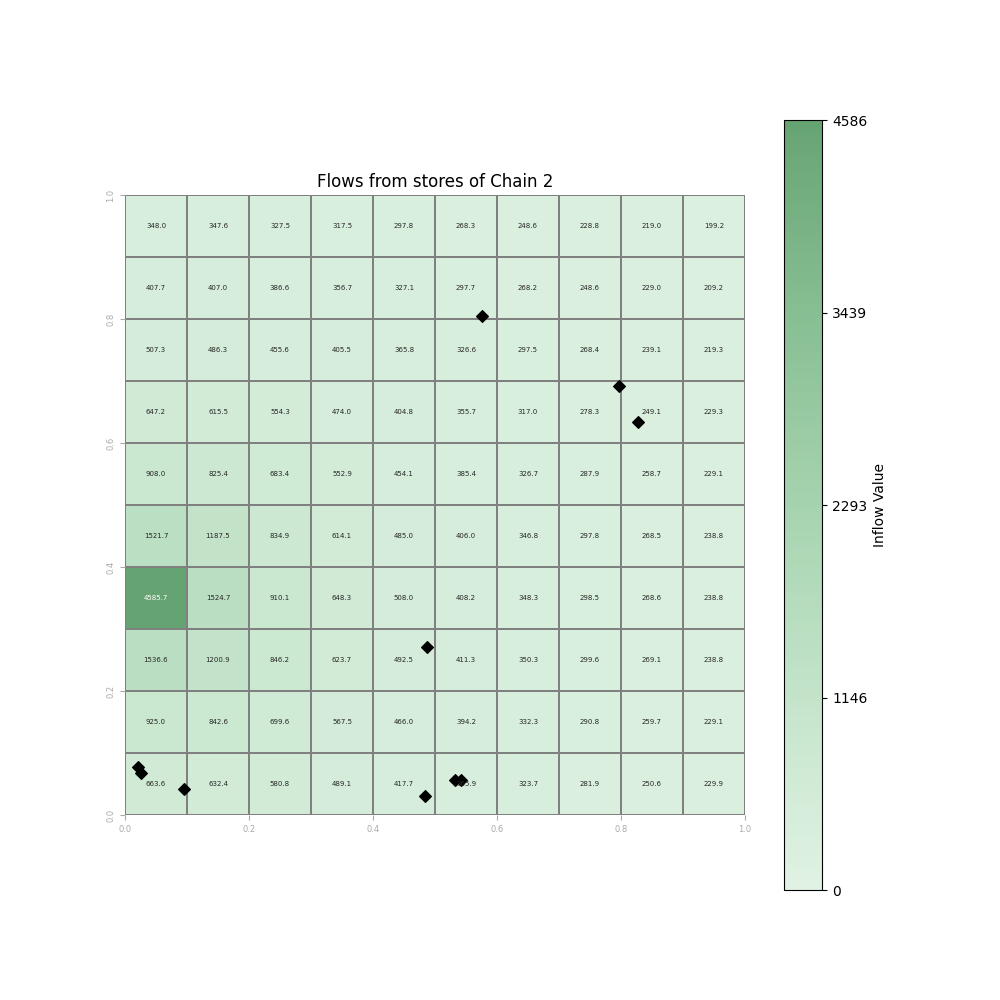 Flows from stores of Chain 2
4586
3439
2293
1146
0
Inflow Value
1.0
0.8
0.6
0.4
0.2
0.0
348.0 347.6 327.5 317.5 297.8 268.3 248.6 228.8 219.0 199.2
407.7 407.0 386.6 356.7 327.1 297.7 268.2 248.6 229.0 209.2
507.3 486.3 455.6 405.5 365.8 326.6 297.5 268.4 239.1 219.3
647.2 615.5 554.3 474.0 404.8 355.7 317.0 278.3 249.1 229.3
908.0 825.4 683.4 552.9 454.1 385.4 326.7 287.9 258.7 229.1
1521.7 1187.5 834.9 614.1 485.0 406.0 346.8 297.8 268.5 238.8
4585.7 1524.7 910.1 648.3 508.0 408.2 348.3 298.5 268.6 238.8
1536.6 1200.9 846.2 623.7 492.5 411.3 350.3 299.6 269.1 238.8
925.0 842.6 699.6 567.5 466.0 394.2 332.3 290.8 259.7 229.1
663.6 632.4 580.8 489.1 417.7 323.7 281.9 250.6 229.9
0.0 0.2 0.4 0.6 0.8 1.0